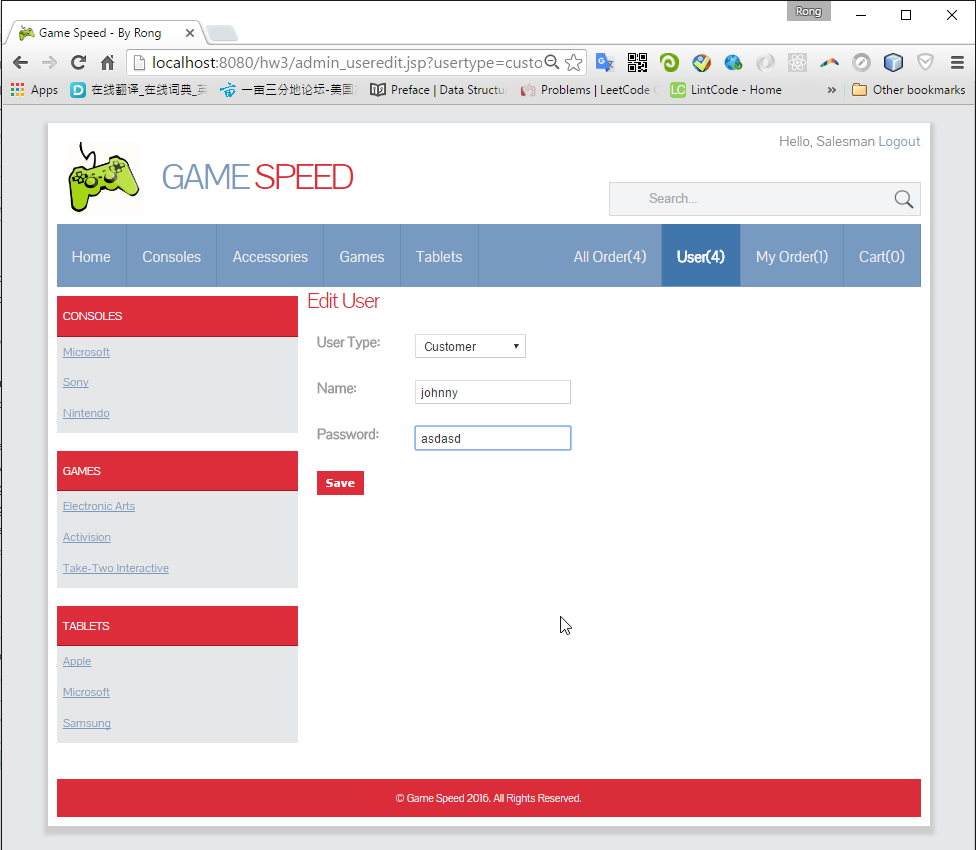 Rong
Game Speed - By Rong
localhost:8080/hw3/admin_useredit.jsp?usertype=custo
Apps 在线翻译_在线词典_ 一亩三分地论坛-美国 Preface | Data Structu Problems | LeetCode LintCode - Home » Other bookmarks
Hello, Salesman Logout
GAME SPEED
Search...
Home Consoles Accessories Games Tablets All Order(4) User(4) My Order(1) Cart(0)
Edit User
CONSOLES
Microsoft
Sony
Nintendo
User Type: Customer
Name: johnny
Password: asdasd
Save
GAMES
Electronic Arts
Activision
Take-Two Interactive
TABLETS
Apple
Microsoft
Samsung
© Game Speed 2016. All Rights Reserved.